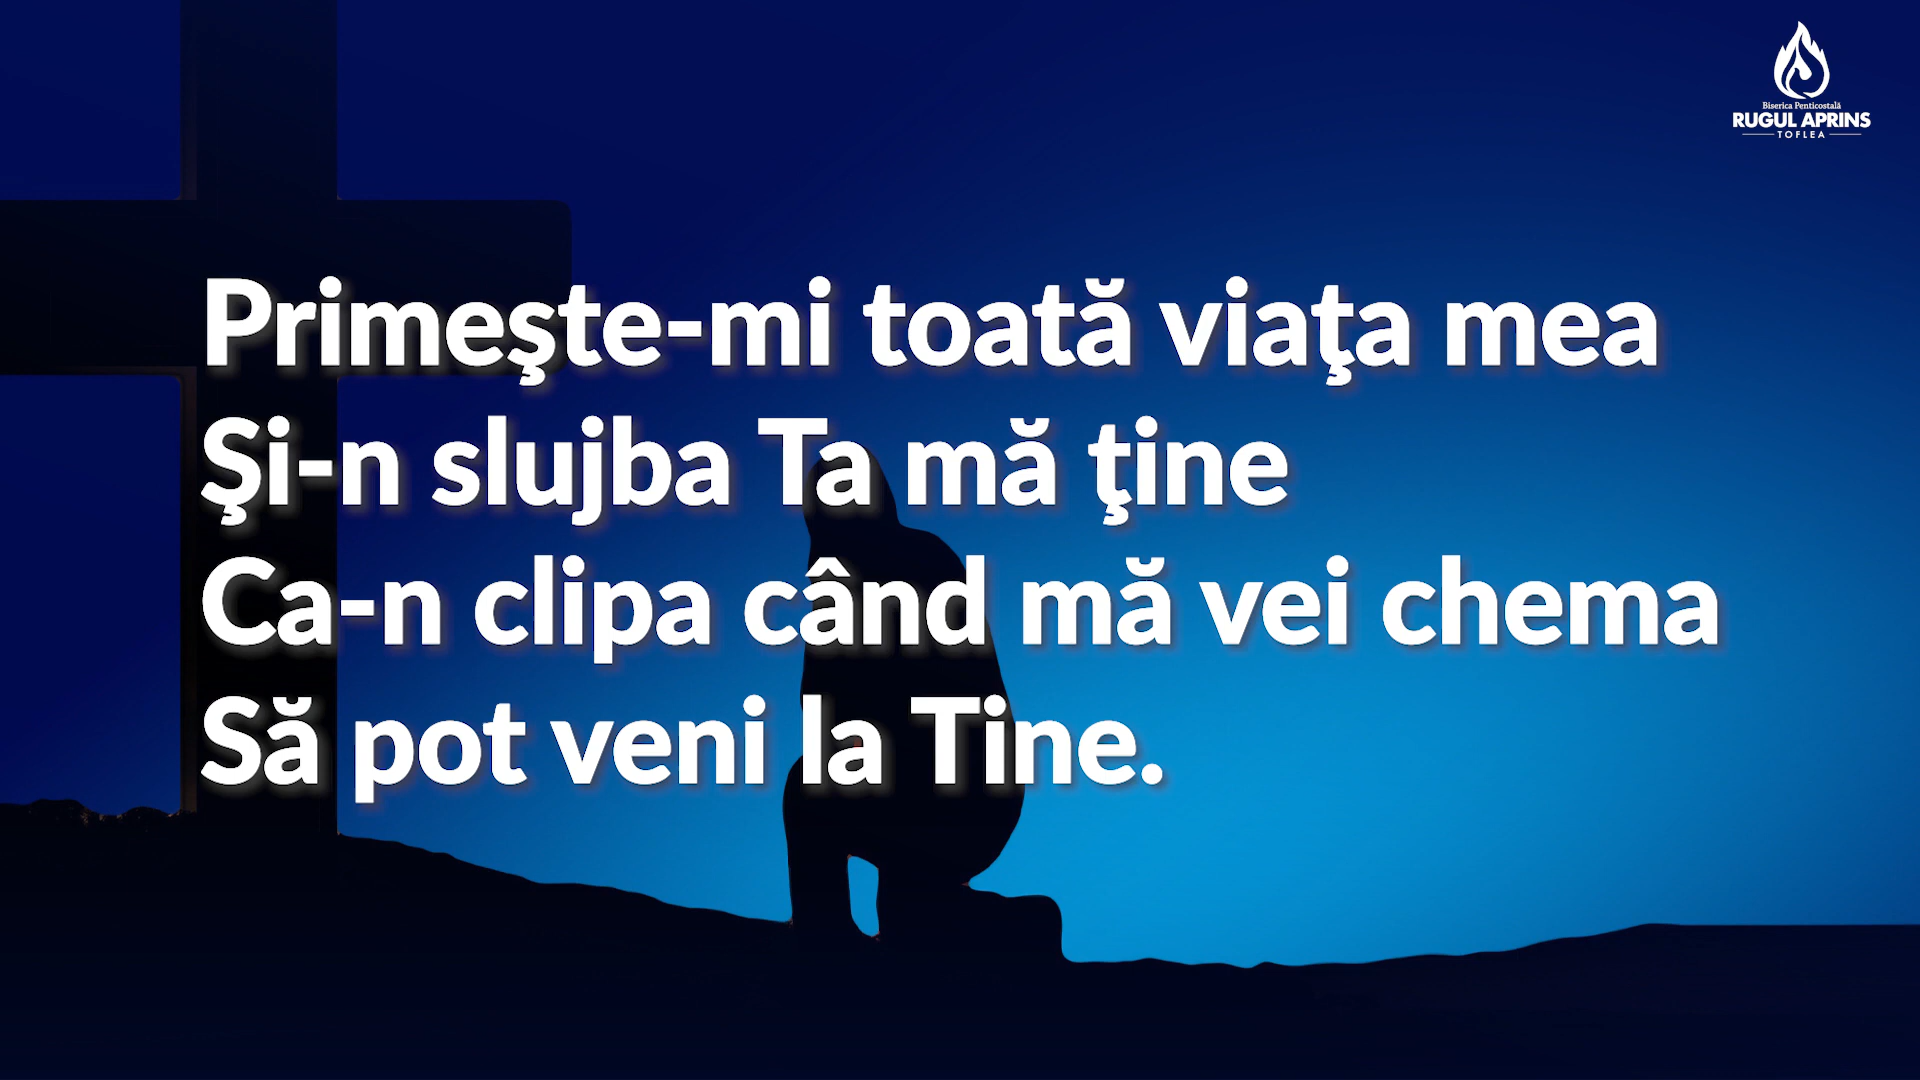 Biserica Penticostală
RUGUL APRINS
TOFLEA
Primeşte-mi toată viaţa mea
Şi-n slujba Ta mă ţine
Ca-n clipa când mă vei chema
Să pot veni la Tine.